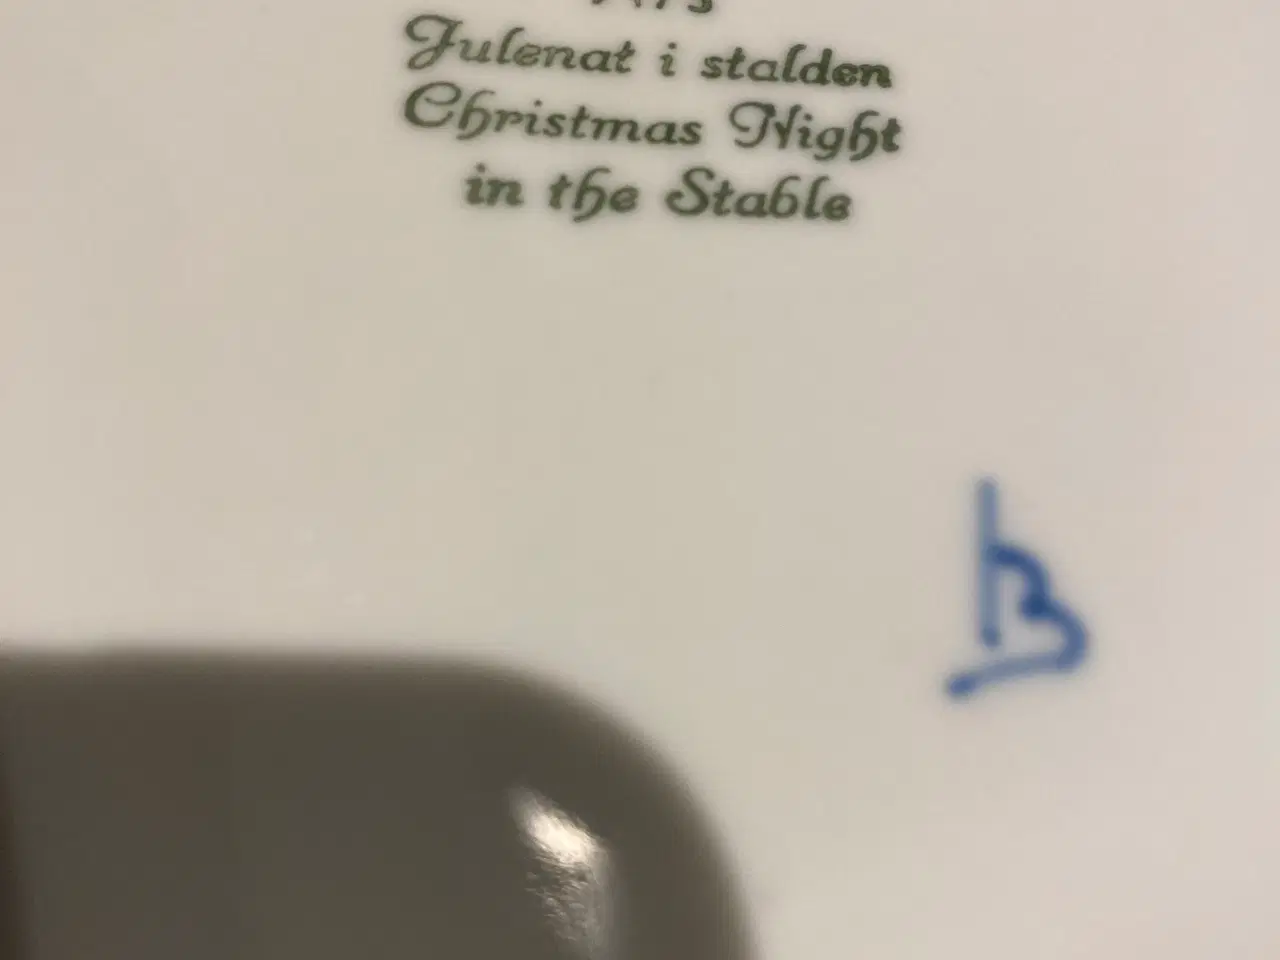 Julenat i stalden
Christmas Night
in the Stable
B